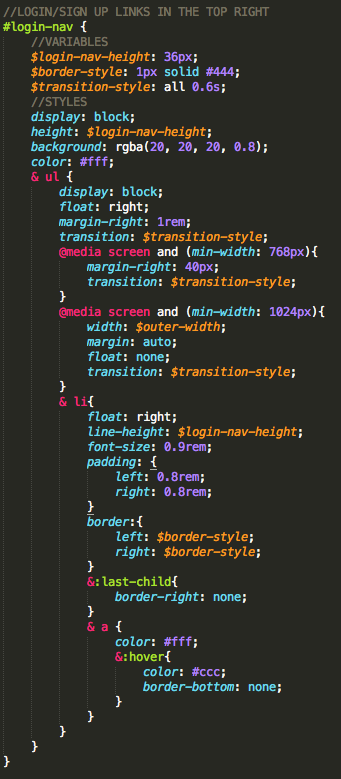 //LOGIN/SIGN UP LINKS IN THE TOP RIGHT
#login-nav {
    //VARIABLES
    $login-nav-height: 36px;
    $border-style: 1px solid #444;
    $transition-style: all 0.6s;
    //STYLES
    display: block;
    height: $login-nav-height;
    background: rgba(20, 20, 20, 0.8);
    color: #fff;
    & ul {
        display: block;
        float: right;
        margin-right: 1rem;
        transition: $transition-style;
        @media screen and (min-width: 768px){
            margin-right: 40px;
            transition: $transition-style;
        }
        @media screen and (min-width: 1024px){
            width: $outer-width;
            margin: auto;
            float: none;
            transition: $transition-style;
        }
        & li{
            float: right;
            line-height: $login-nav-height;
            font-size: 0.9rem;
            padding: {
                left: 0.8rem;
                right: 0.8rem;
            }
            border:{
                left: $border-style;
                right: $border-style;
            }
            &:last-child{
                border-right: none;
            }
            & a {
                color: #fff;
                &:hover{
                    color: #ccc;
                    border-bottom: none;
                }
            }
        }
    }
}